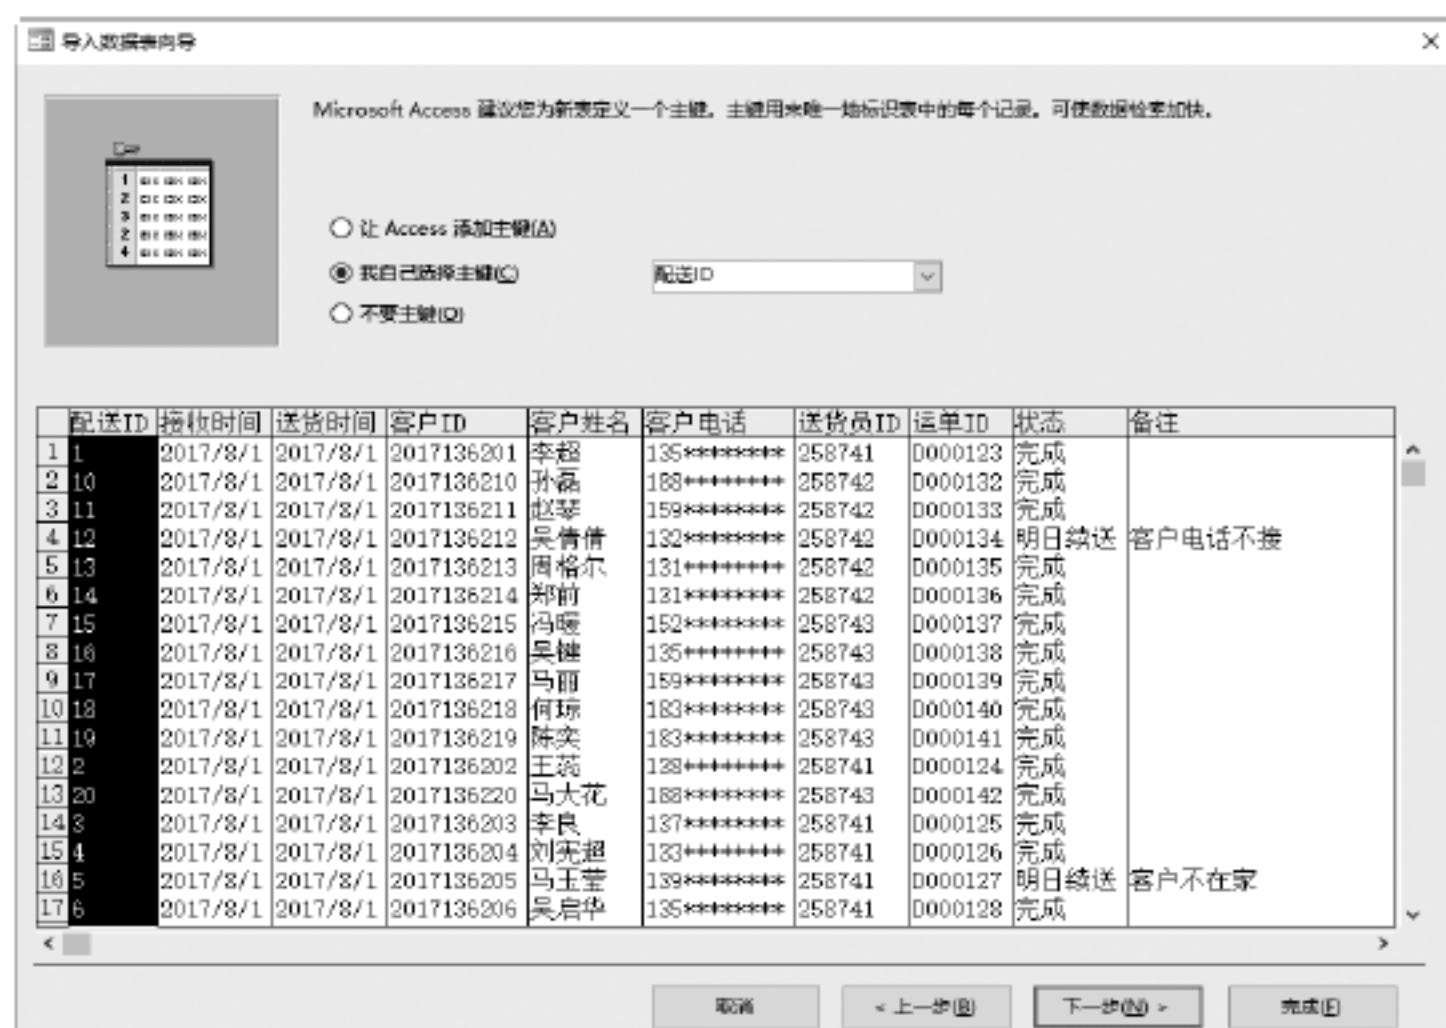 导入数据表向导
Microsoft Access 建议您为新表定义一个主键。主键用来唯一地标识表中的每个记录。可使数据检索加快。
让 Access 添加主键(A)
我自己选择主键(C) 配送ID
不要主键(O)
配送ID 接收时间 送货时间 客户ID 客户姓名 客户电话 送货员ID 运单ID 状态 备注
1 1 2017/8/1 2017/8/1 2017136201 李超 135******** 258741 D000123 完成
2 10 2017/8/1 2017/8/1 2017136210 孙磊 188******** 258742 D000132 完成
3 11 2017/8/1 2017/8/1 2017136211 赵琴 159******** 258742 D000133 完成
4 12 2017/8/1 2017/8/1 2017136212 吴倩倩 132******** 258742 D000134 明日续送 客户电话不接
5 13 2017/8/1 2017/8/1 2017136213 周格尔 131******** 258742 D000135 完成
6 14 2017/8/1 2017/8/1 2017136214 郑前 131******** 258742 D000136 完成
7 15 2017/8/1 2017/8/1 2017136215 冯暖 152******** 258743 D000137 完成
8 16 2017/8/1 2017/8/1 2017136216 吴键 135******** 258743 D000138 完成
9 17 2017/8/1 2017/8/1 2017136217 马丽 159******** 258743 D000139 完成
10 18 2017/8/1 2017/8/1 2017136218 何琼 183******** 258743 D000140 完成
11 19 2017/8/1 2017/8/1 2017136219 陈奕 183******** 258743 D000141 完成
12 2 2017/8/1 2017/8/1 2017136202 王蕊 138******** 258741 D000124 完成
13 20 2017/8/1 2017/8/1 2017136220 马大花 188******** 258743 D000142 完成
14 3 2017/8/1 2017/8/1 2017136203 李良 137******** 258741 D000125 完成
15 4 2017/8/1 2017/8/1 2017136204 刘宪超 133******** 258741 D000126 完成
16 5 2017/8/1 2017/8/1 2017136205 马玉莹 139******** 258741 D000127 明日续送 客户不在家
17 6 2017/8/1 2017/8/1 2017136206 吴启华 135******** 258741 D000128 完成
取消 < 上一步(B) 下一步(N) > 完成(F)